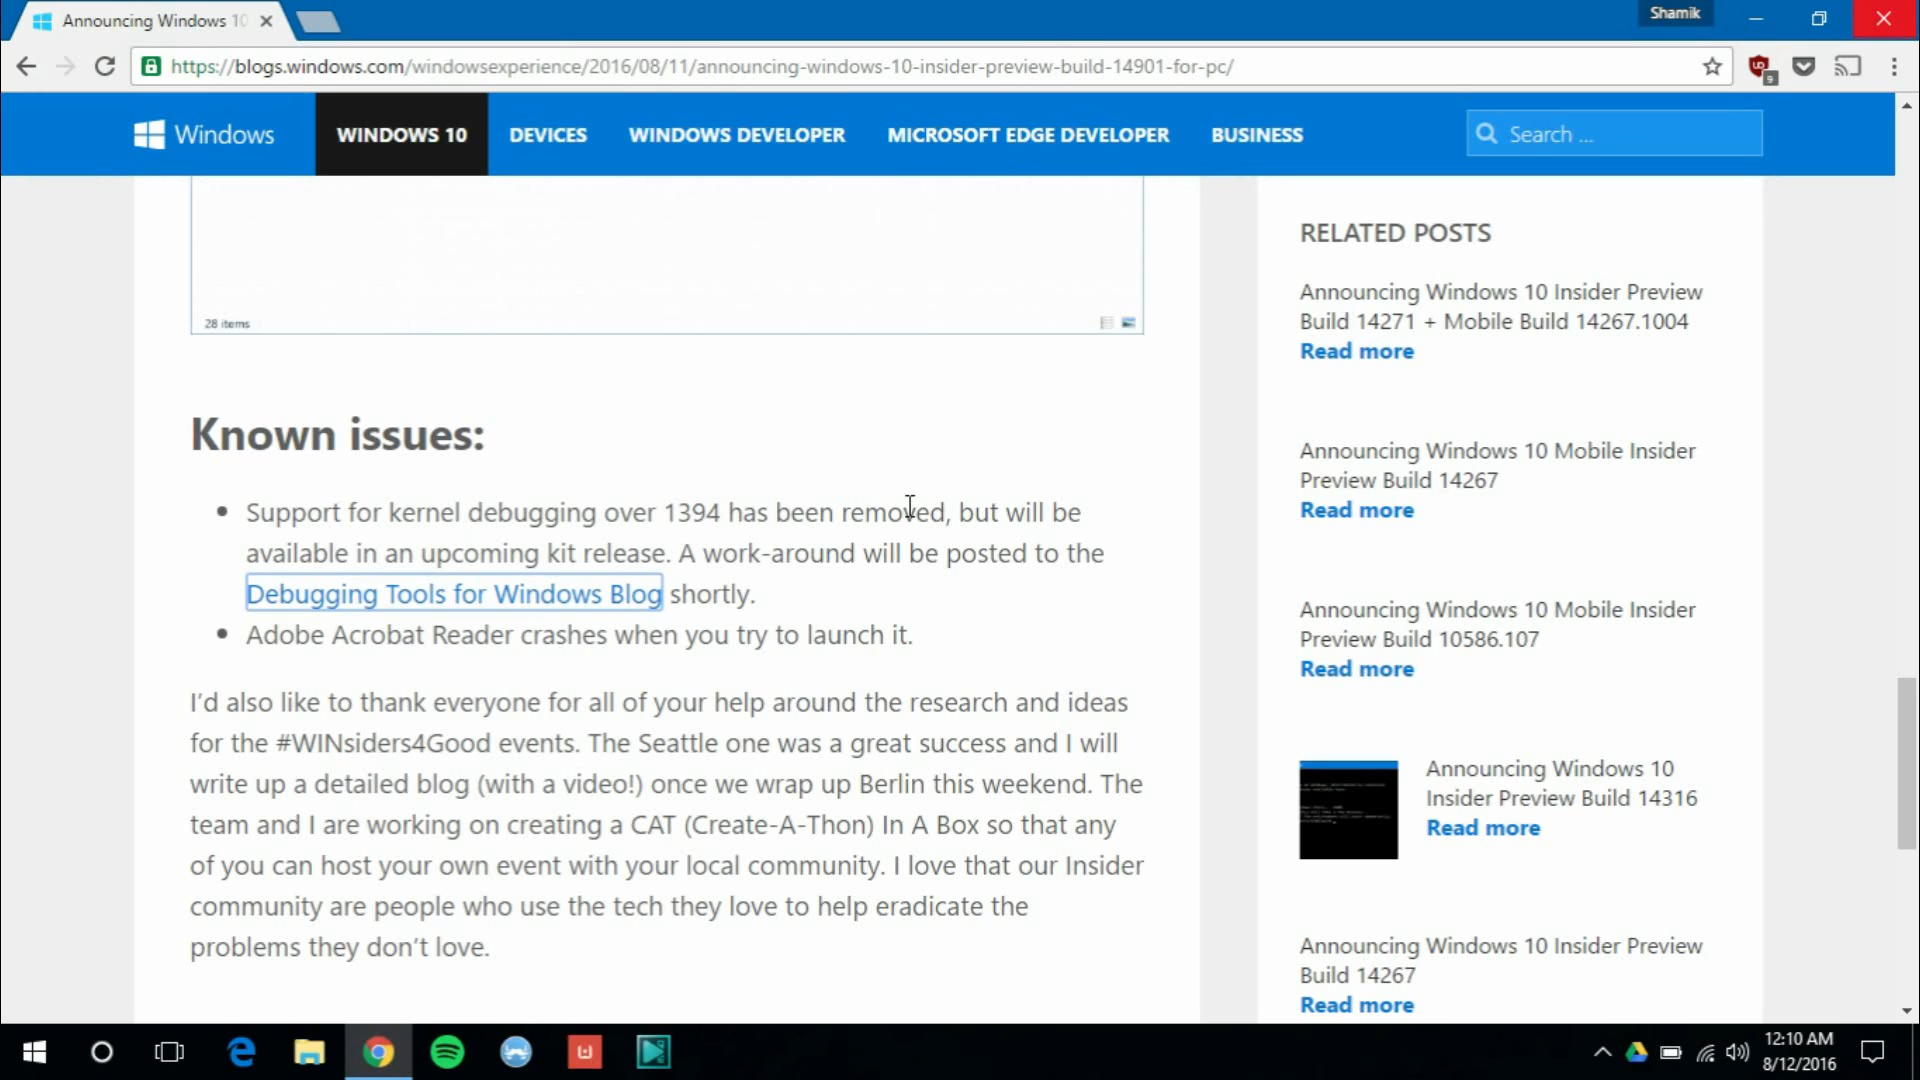 Announcing Windows 10
Shamik
https://blogs.windows.com/windowsexperience/2016/08/11/announcing-windows-10-insider-preview-build-14901-for-pc/
9
Windows
WINDOWS 10
DEVICES
WINDOWS DEVELOPER
MICROSOFT EDGE DEVELOPER
BUSINESS
Search ...
28 items
Known issues:
Support for kernel debugging over 1394 has been removed, but will be
available in an upcoming kit release. A work-around will be posted to the
Debugging Tools for Windows Blog shortly.
Adobe Acrobat Reader crashes when you try to launch it.
I’d also like to thank everyone for all of your help around the research and ideas
for the #WINsiders4Good events. The Seattle one was a great success and I will
write up a detailed blog (with a video!) once we wrap up Berlin this weekend. The
team and I are working on creating a CAT (Create-A-Thon) In A Box so that any
of you can host your own event with your local community. I love that our Insider
community are people who use the tech they love to help eradicate the
problems they don’t love.
RELATED POSTS
Announcing Windows 10 Insider Preview
Build 14271 + Mobile Build 14267.1004
Read more
Announcing Windows 10 Mobile Insider
Preview Build 14267
Read more
Announcing Windows 10 Mobile Insider
Preview Build 10586.107
Read more
Announcing Windows 10
Insider Preview Build 14316
Read more
Announcing Windows 10 Insider Preview
Build 14267
Read more
12:10 AM
8/12/2016